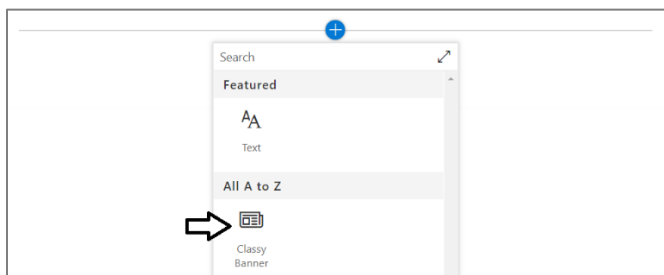 Search
Featured
Text
All A to Z
Classy
Banner